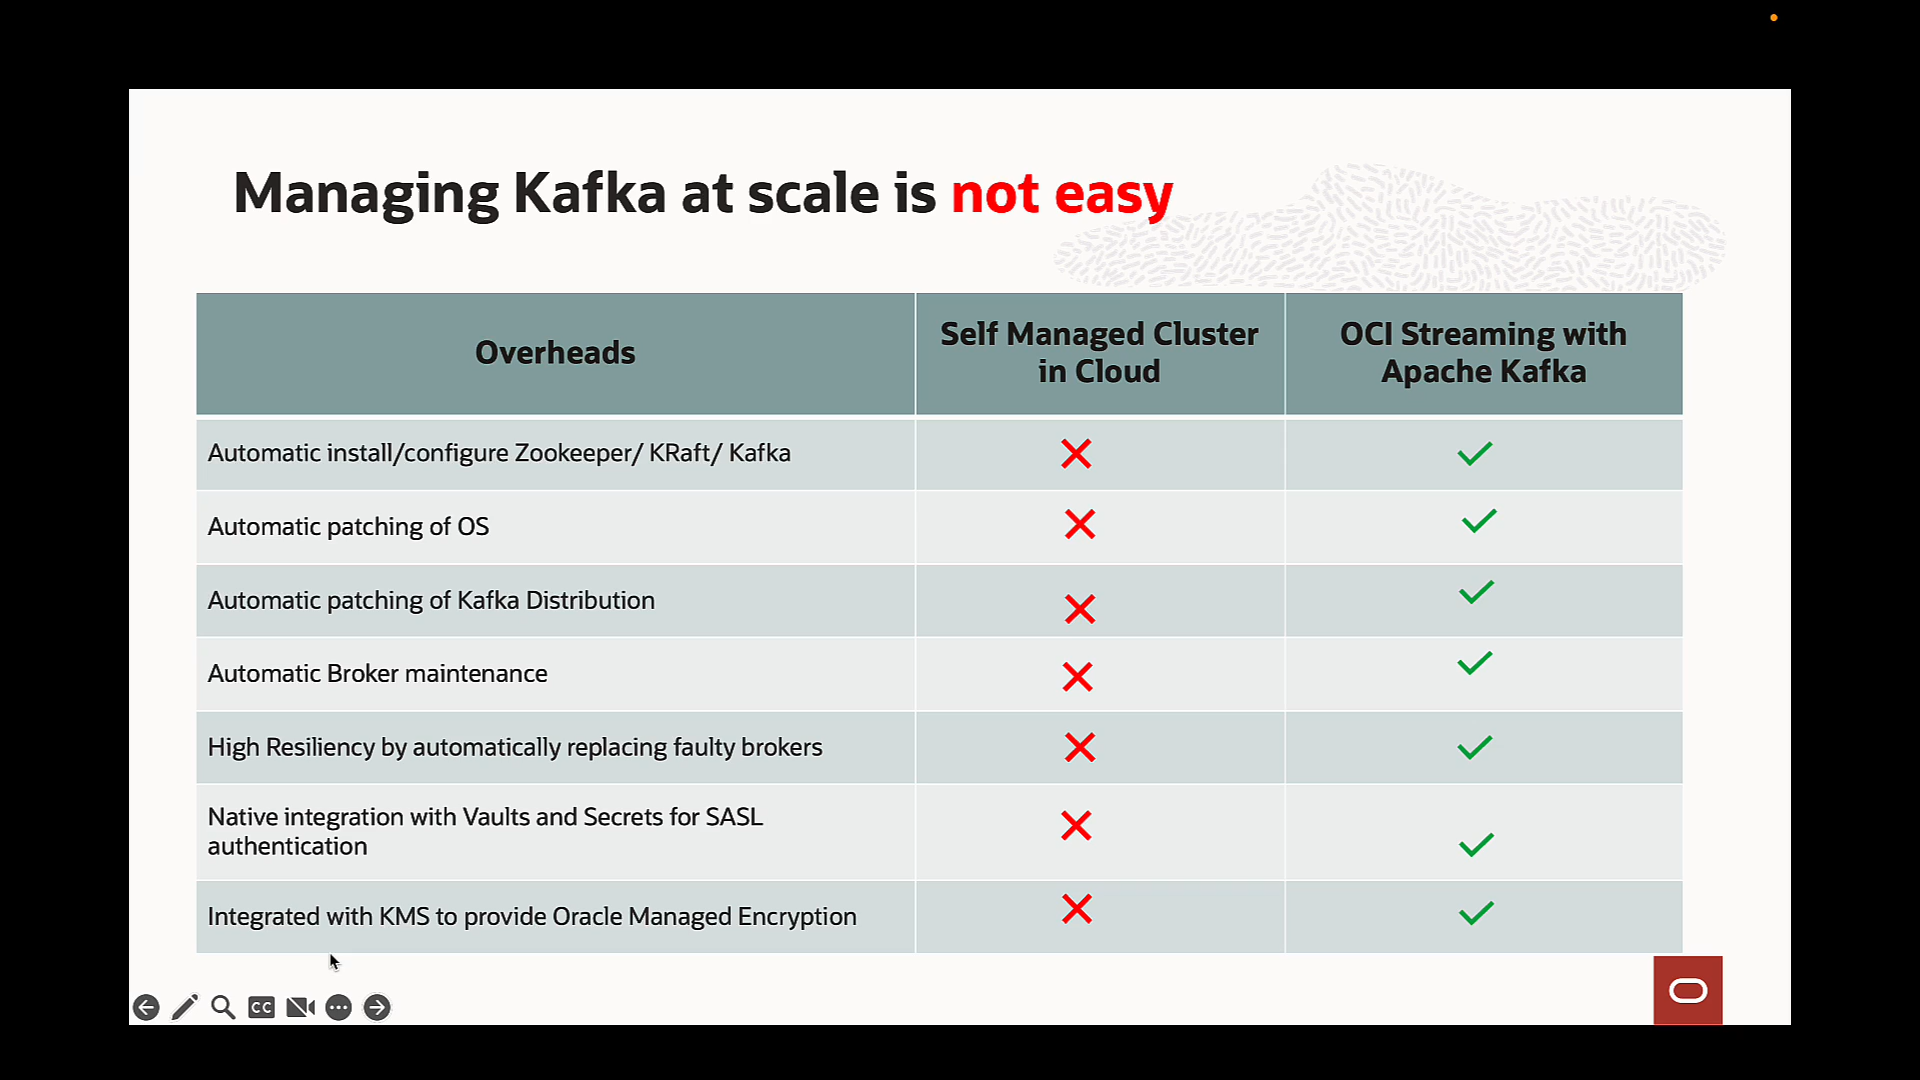 Managing Kafka at scale is not easy
Overheads
Self Managed Cluster
in Cloud
OCI Streaming with
Apache Kafka
Automatic install/configure Zookeeper/ KRaft/ Kafka
Automatic patching of OS
Automatic patching of Kafka Distribution
Automatic Broker maintenance
High Resiliency by automatically replacing faulty brokers
Native integration with Vaults and Secrets for SASL
authentication
Integrated with KMS to provide Oracle Managed Encryption
CC